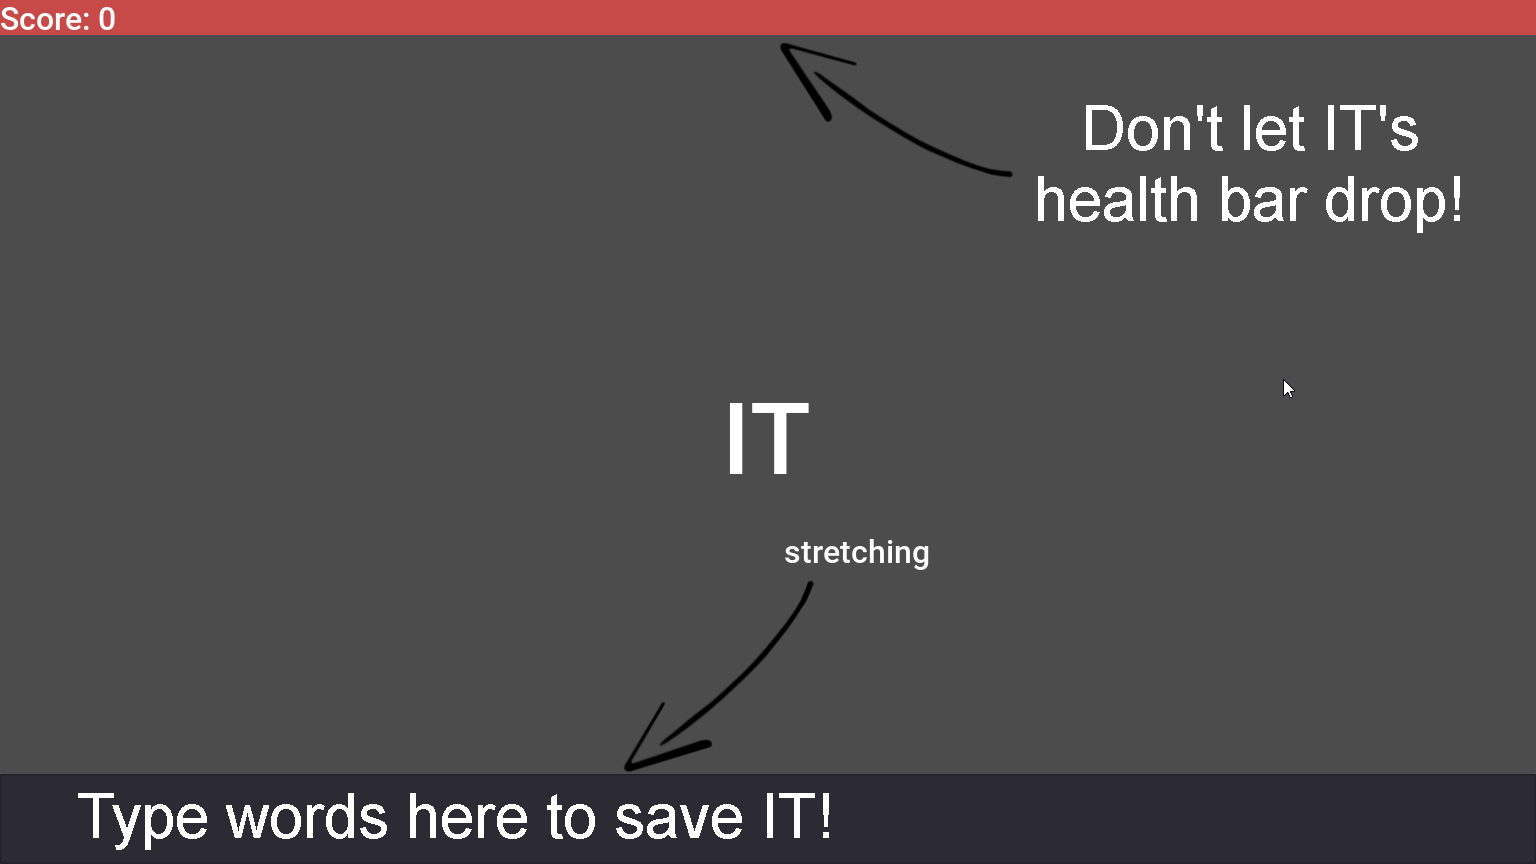 Score: 0
Don't let IT's
health bar drop!
IT
stretching
Type words here to save IT!